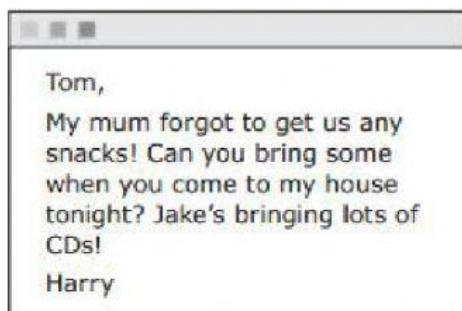 Tom,
My mum forgot to get us any
snacks! Can you bring some
when you come to my house
tonight? Jake's bringing lots of
CDs!
Harry